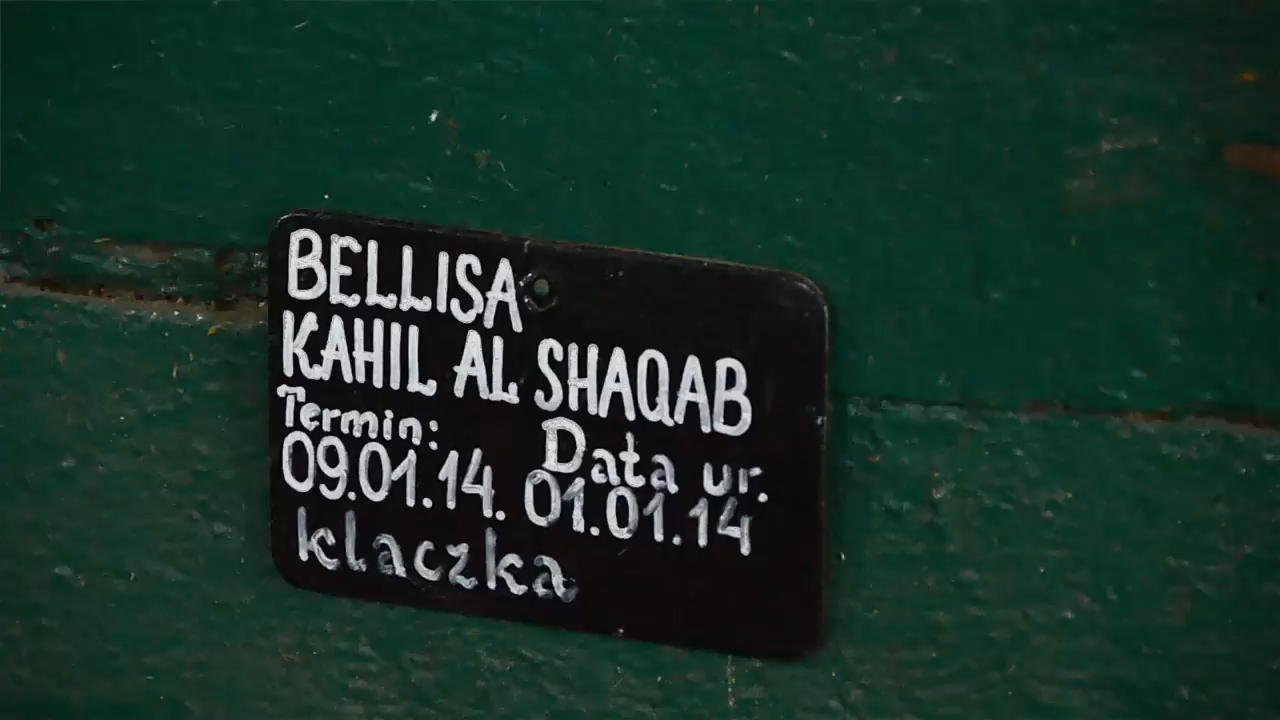 BELLISA
KAHIL AL SHAQAB
Termin: Data ur.
09.01.14. 01.01.14
klaczka